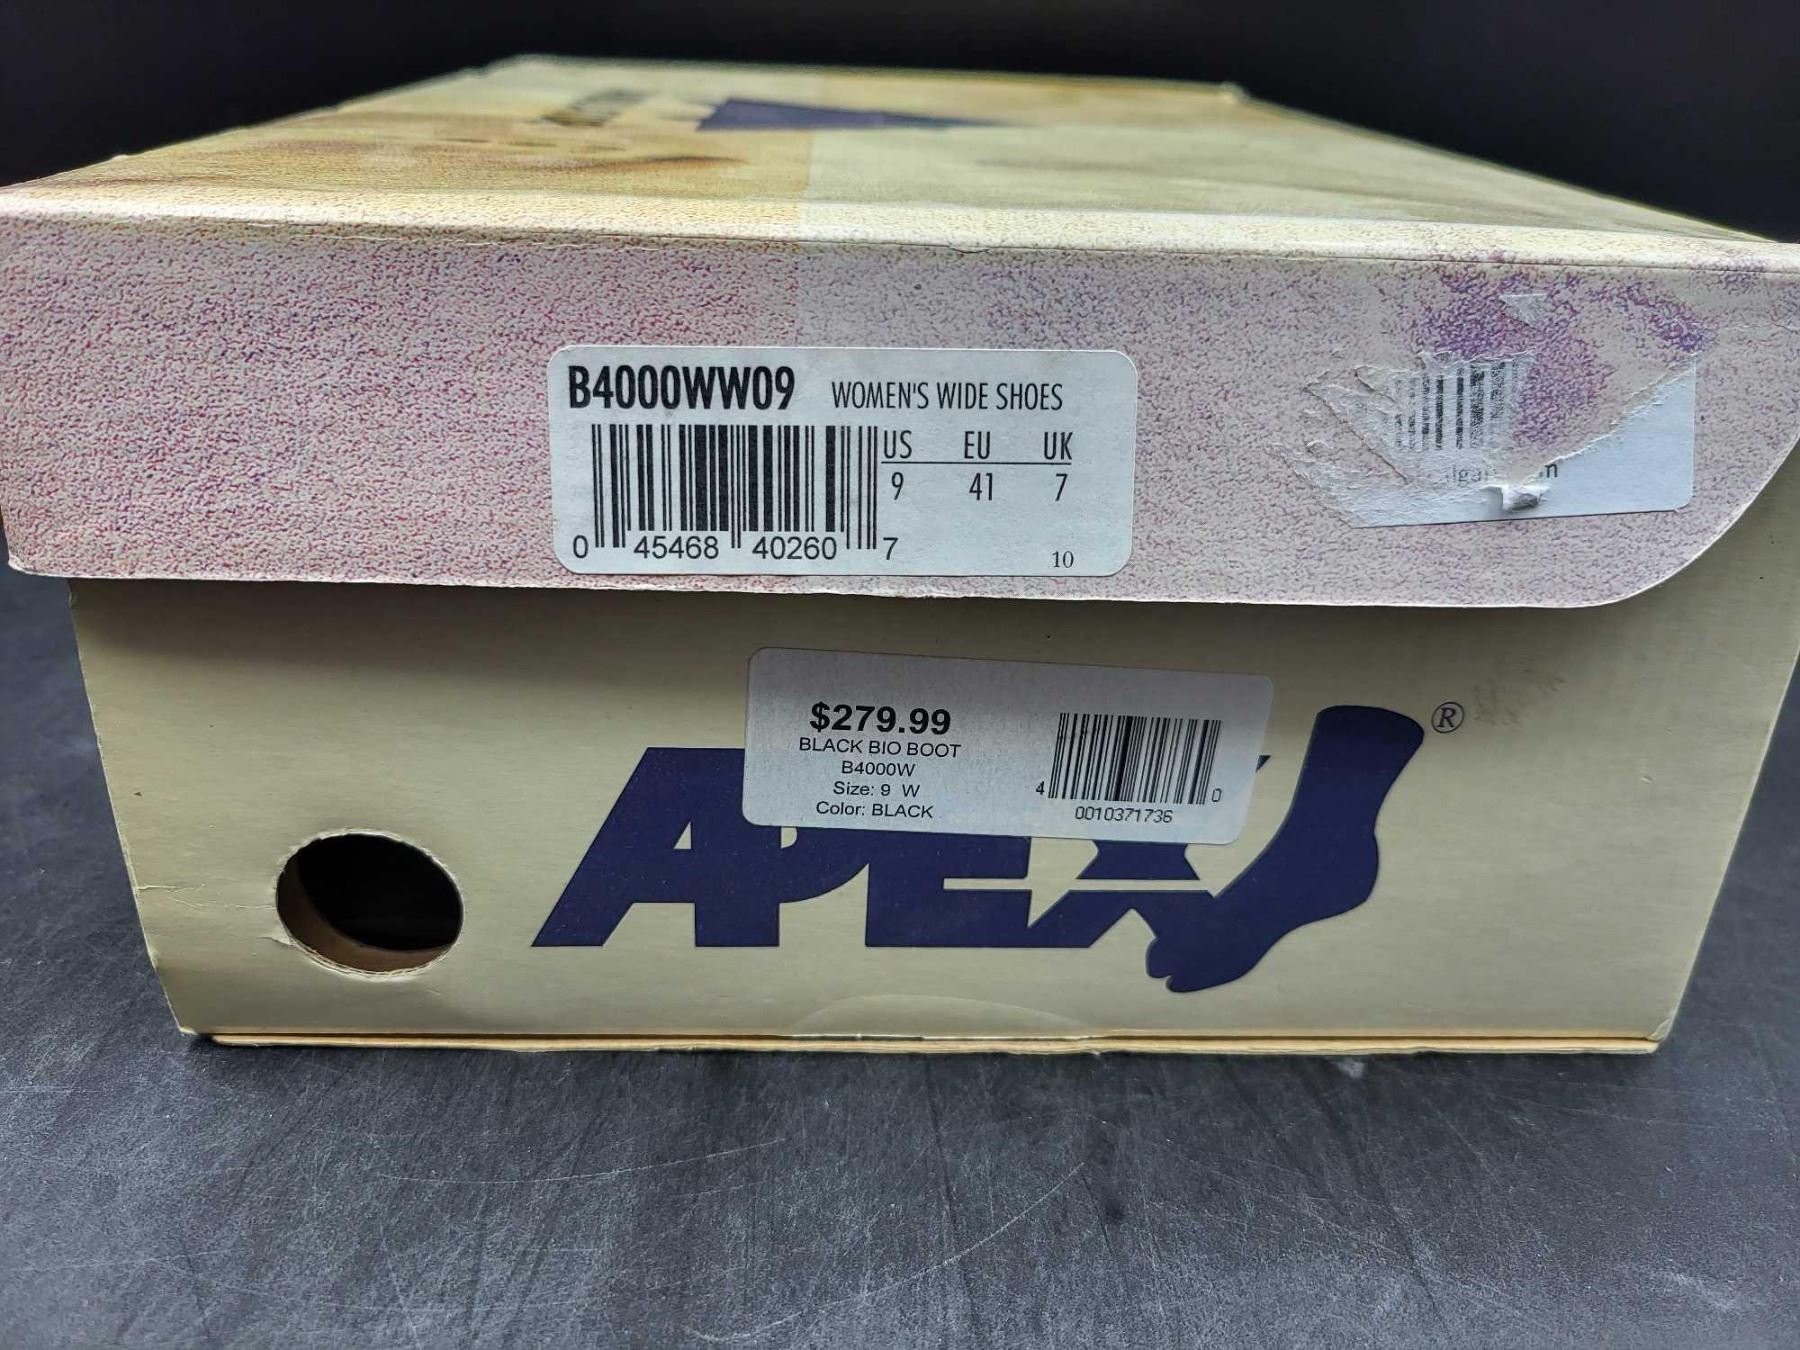 B4000WW09 WOMEN'S WIDE SHOES
US EU UK
9 41 7
0 45468 40260 7
10
$279.99
BLACK BIO BOOT
B4000W
Size: 9 W
Color: BLACK
4 0
0010371736
APEX ®